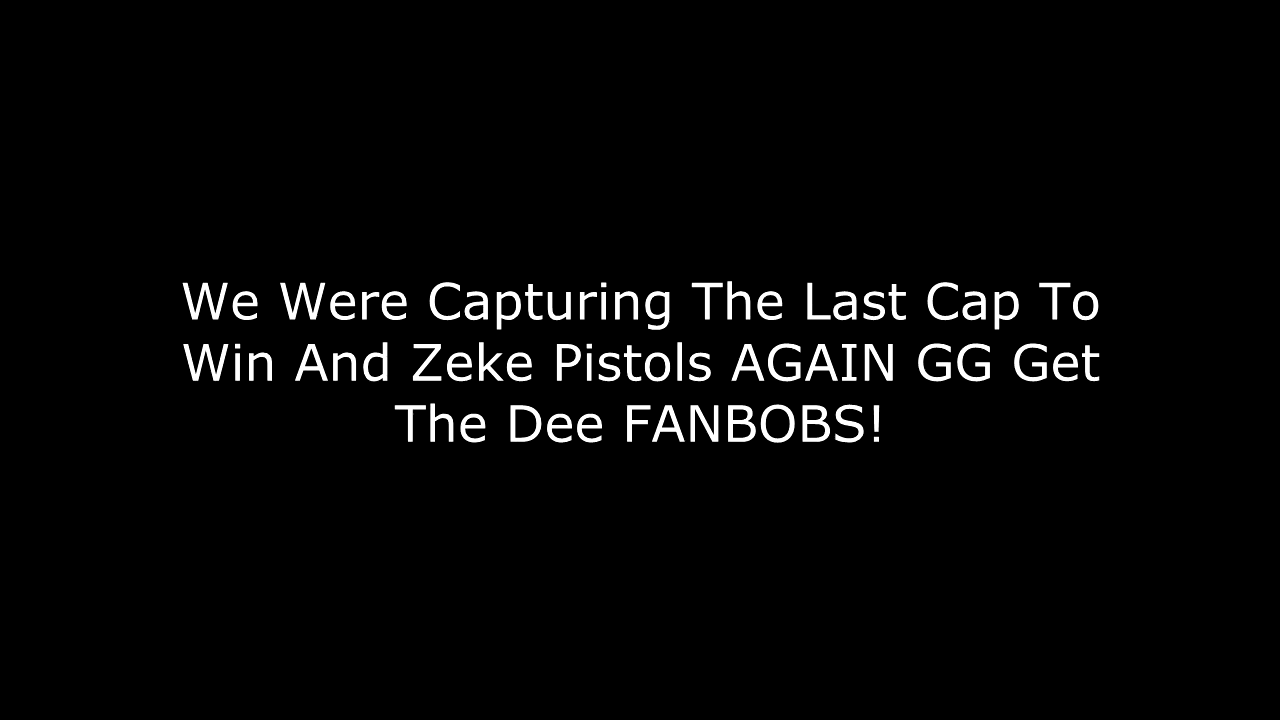 We Were Capturing The Last Cap To
Win And Zeke Pistols AGAIN GG Get
The Dee FANBOBS!